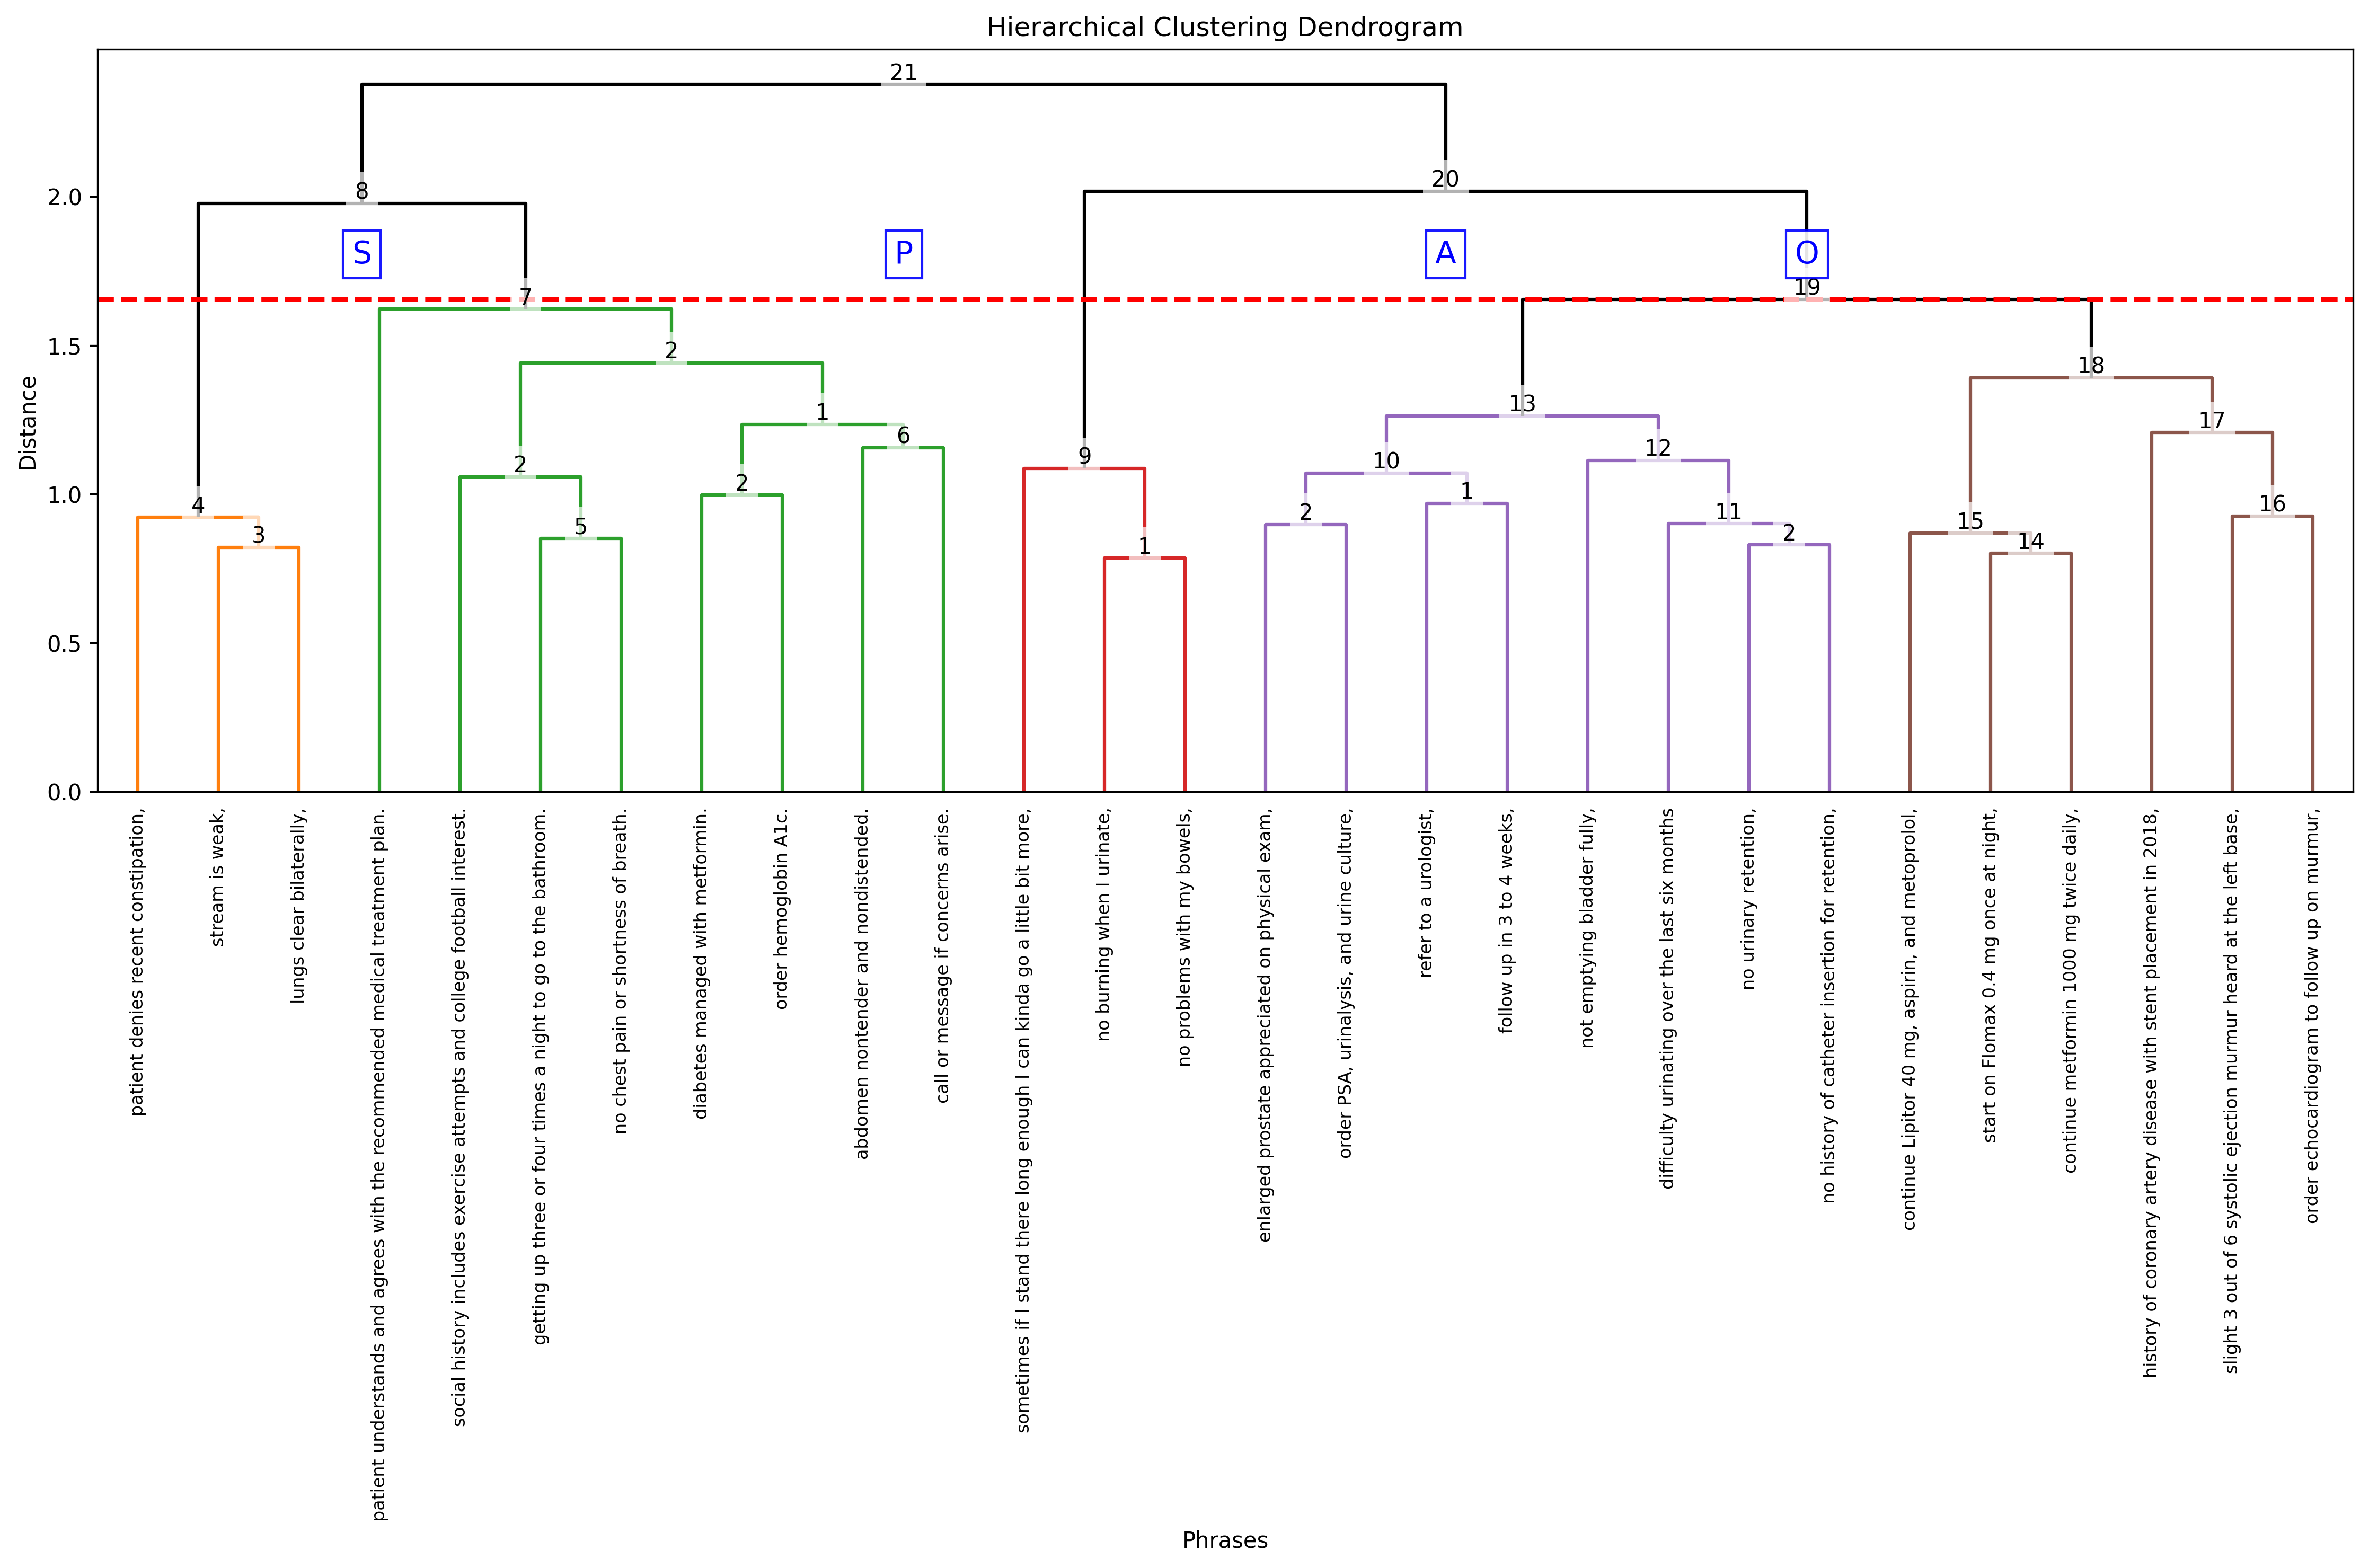 Hierarchical Clustering Dendrogram
21
8
20
S
P
A
O
7
19
2
18
1
13
17
6
2
9
10
12
2
1
4
2
11
15
16
3
5
1
2
14
2.0
1.5
1.0
0.5
0.0
Distance
patient denies recent constipation,
stream is weak,
lungs clear bilaterally,
patient understands and agrees with the recommended medical treatment plan.
social history includes exercise attempts and college football interest.
getting up three or four times a night to go to the bathroom.
no chest pain or shortness of breath.
diabetes managed with metformin.
order hemoglobin A1c.
abdomen nontender and nondistended.
call or message if concerns arise.
sometimes if I stand there long enough I can kinda go a little bit more,
no burning when I urinate,
no problems with my bowels,
enlarged prostate appreciated on physical exam,
order PSA, urinalysis, and urine culture,
refer to a urologist,
follow up in 3 to 4 weeks,
not emptying bladder fully,
difficulty urinating over the last six months
no urinary retention,
no history of catheter insertion for retention,
continue Lipitor 40 mg, aspirin, and metoprolol,
start on Flomax 0.4 mg once at night,
continue metformin 1000 mg twice daily,
history of coronary artery disease with stent placement in 2018,
slight 3 out of 6 systolic ejection murmur heard at the left base,
order echocardiogram to follow up on murmur,
Phrases